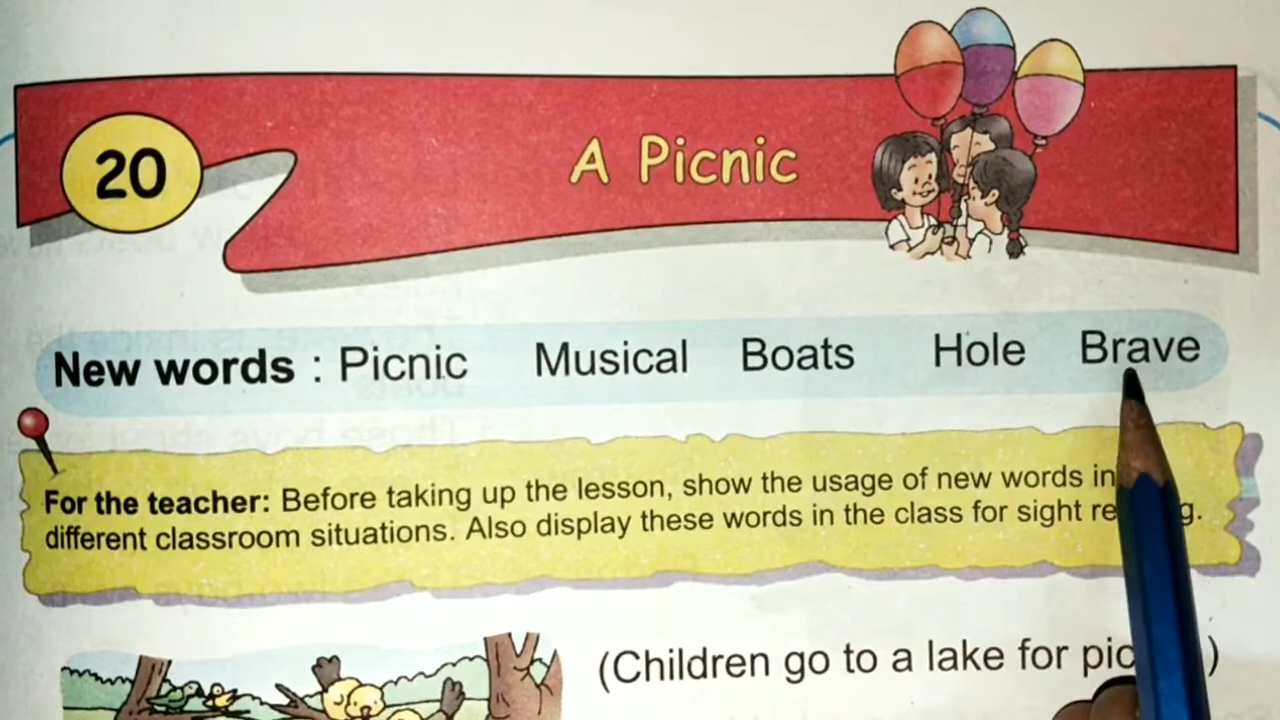 20
A Picnic
New words : Picnic Musical Boats Hole Brave
For the teacher: Before taking up the lesson, show the usage of new words in
different classroom situations. Also display these words in the class for sight
(Children go to a lake for